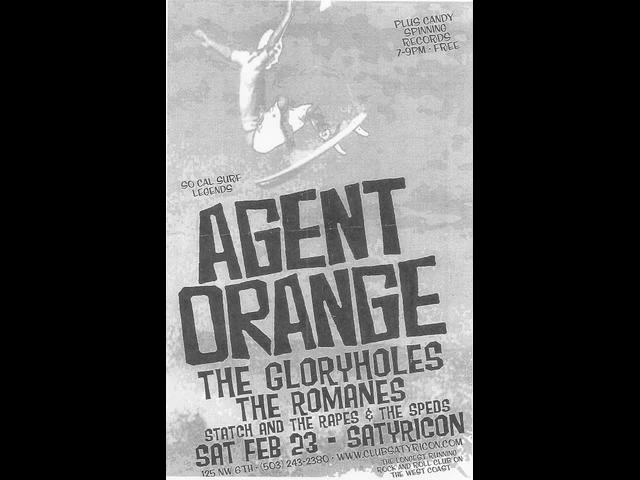 PLUS CANDY
SPINNING
RECORDS
7-9PM · FREE
SO CAL SURF
LEGENDS
AGENT
ORANGE
THE GLORYHOLES
THE ROMANES
STATCH AND THE RAPES & THE SPEDS
SAT FEB 23 - SATYRICON
125 NW 6TH · (503) 243-2380 · WWW.CLUBSATYRICON.COM
THE LONGEST RUNNING
ROCK AND ROLL CLUB ON
THE WEST COAST